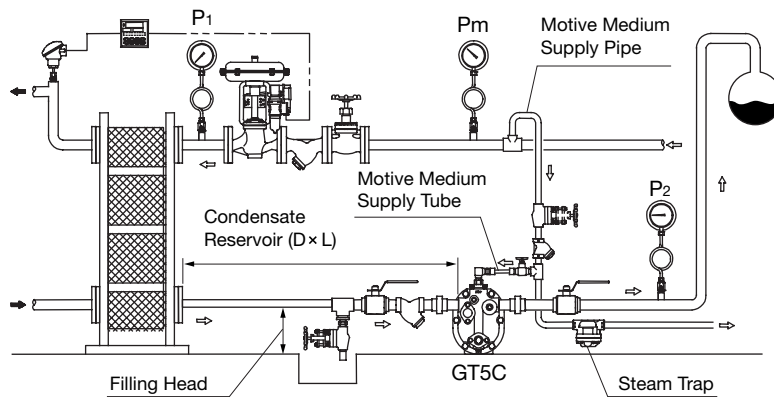 P1
Pm
Motive Medium
Supply Pipe
Motive Medium
Supply Tube
P2
Condensate
Reservoir (D×L)
Filling Head
GT5C
Steam Trap